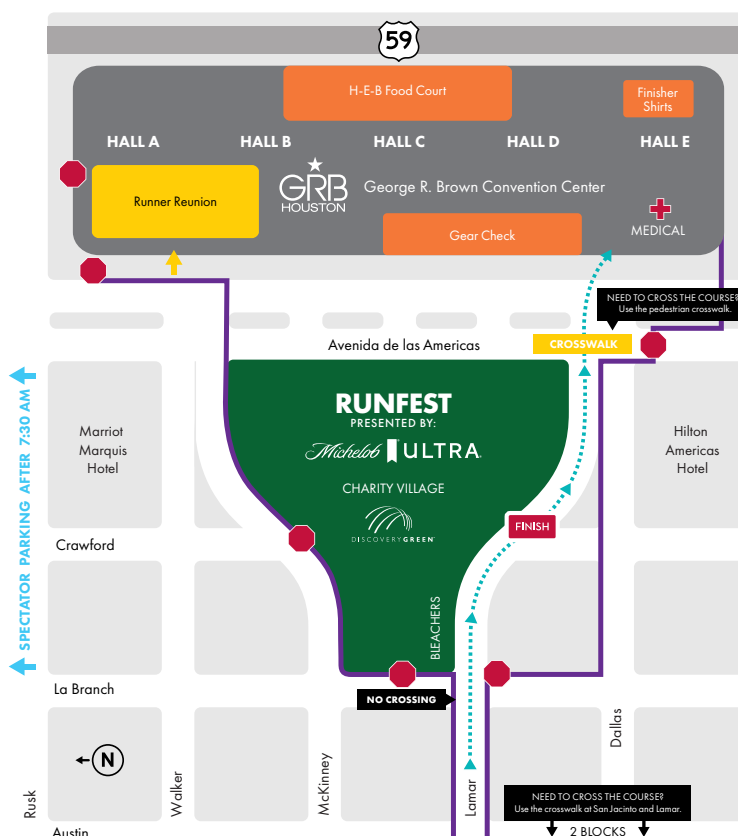 59
H-E-B Food Court
Finisher
Shirts
HALL A
HALL B
HALL C
HALL D
HALL E
Runner Reunion
GRB
HOUSTON
George R. Brown Convention Center
Gear Check
MEDICAL
NEED TO CROSS THE COURSE?
Use the pedestrian crosswalk.
CROSSWALK
Avenida de las Americas
SPECTATOR PARKING AFTER 7:30 AM
RUNFEST
PRESENTED BY:
Michelob ULTRA
CHARITY VILLAGE
DISCOVERYGREEN
Marriot
Marquis
Hotel
Hilton
Americas
Hotel
FINISH
Crawford
BLEACHERS
La Branch
NO CROSSING
N
Rusk
Walker
McKinney
Lamar
Dallas
NEED TO CROSS THE COURSE?
Use the crosswalk at San Jacinto and Lamar.
2 BLOCKS
Austin